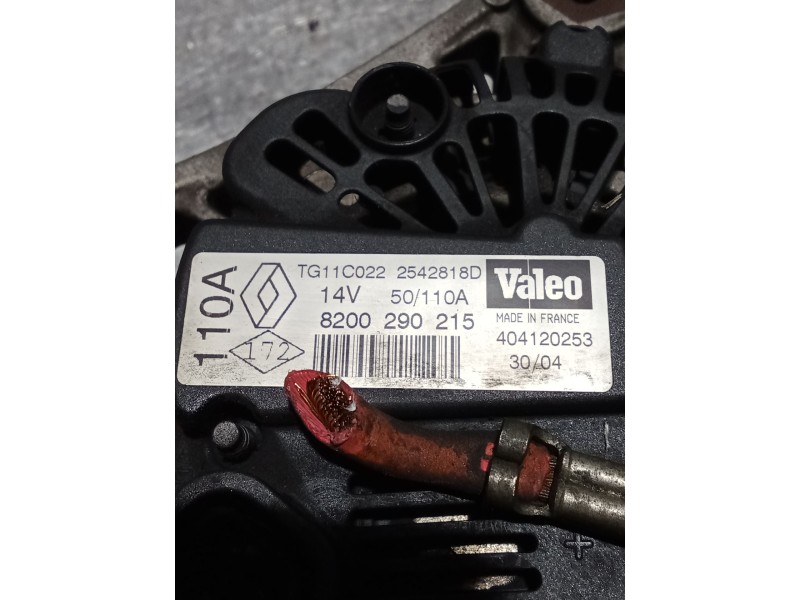 110A
TG11C022 2542818D
14V 50/110A
8200 290 215
172
Valeo
MADE IN FRANCE
404120253
30/04
+